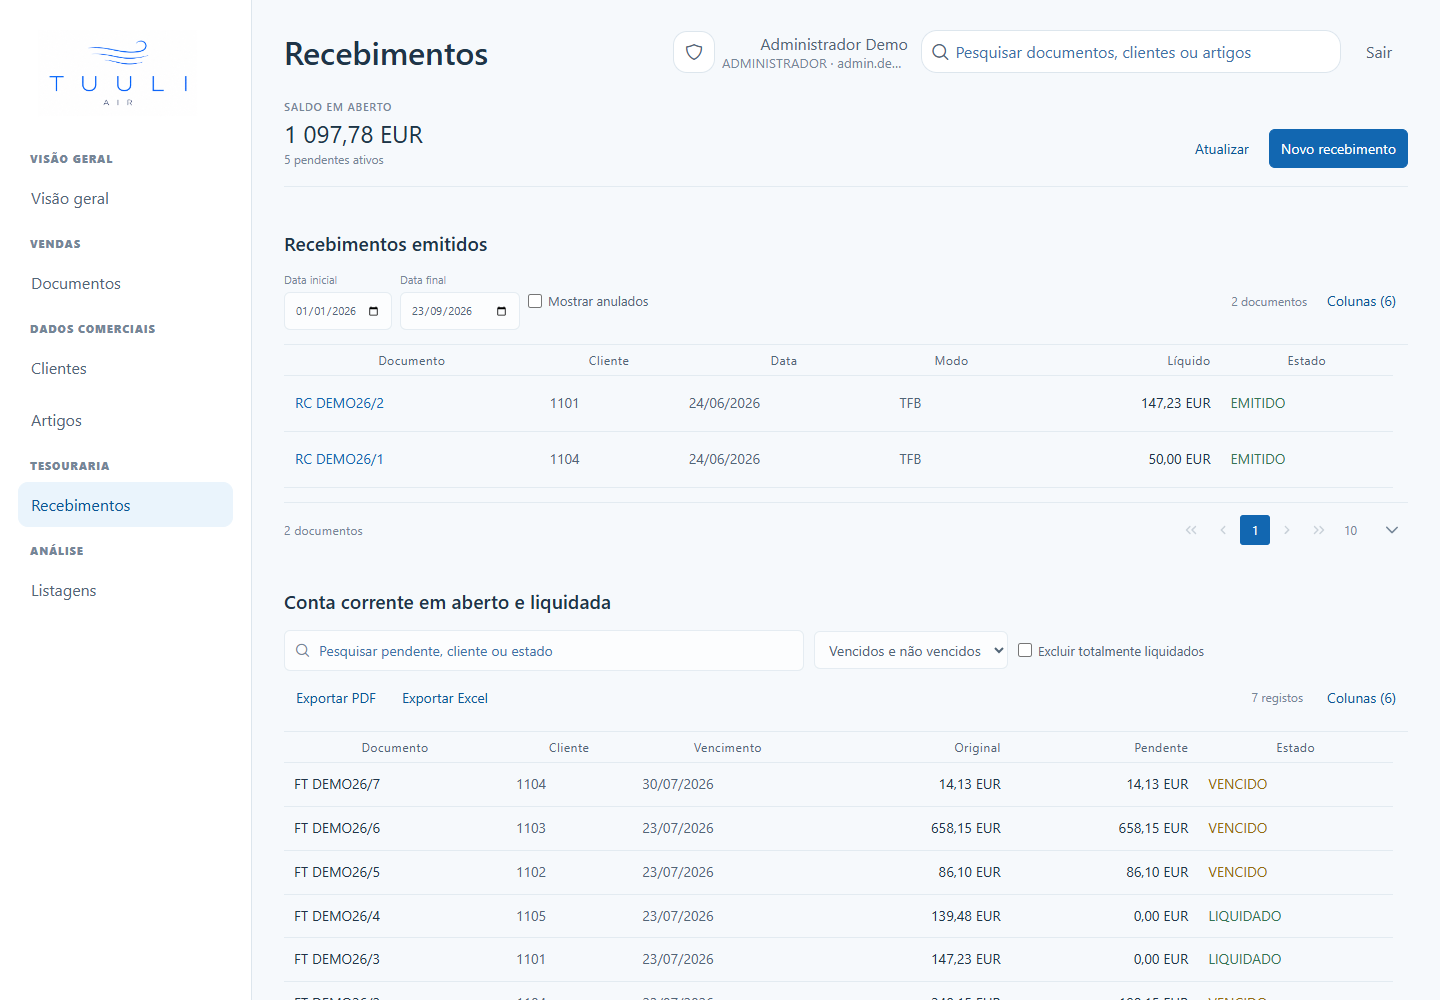 TUULI
AIR
VISÃO GERAL
Visão geral
VENDAS
Documentos
DADOS COMERCIAIS
Clientes
Artigos
TESOURARIA
Recebimentos
ANÁLISE
Listagens
Recebimentos
Administrador Demo
ADMINISTRADOR · admin.de...
Pesquisar documentos, clientes ou artigos
Sair
SALDO EM ABERTO
1 097,78 EUR
5 pendentes ativos
Atualizar
Novo recebimento
Recebimentos emitidos
Data inicial
Data final
01/01/2026
23/09/2026
Mostrar anulados
2 documentos
Colunas (6)
Documento Cliente Data Modo Líquido Estado
RC DEMO26/2 1101 24/06/2026 TFB 147,23 EUR EMITIDO
RC DEMO26/1 1104 24/06/2026 TFB 50,00 EUR EMITIDO
2 documentos
« ‹ 1 › » 10
Conta corrente em aberto e liquidada
Pesquisar pendente, cliente ou estado
Vencidos e não vencidos
Excluir totalmente liquidados
Exportar PDF
Exportar Excel
7 registos
Colunas (6)
Documento Cliente Vencimento Original Pendente Estado
FT DEMO26/7 1104 30/07/2026 14,13 EUR 14,13 EUR VENCIDO
FT DEMO26/6 1103 23/07/2026 658,15 EUR 658,15 EUR VENCIDO
FT DEMO26/5 1102 23/07/2026 86,10 EUR 86,10 EUR VENCIDO
FT DEMO26/4 1105 23/07/2026 139,48 EUR 0,00 EUR LIQUIDADO
FT DEMO26/3 1101 23/07/2026 147,23 EUR 0,00 EUR LIQUIDADO